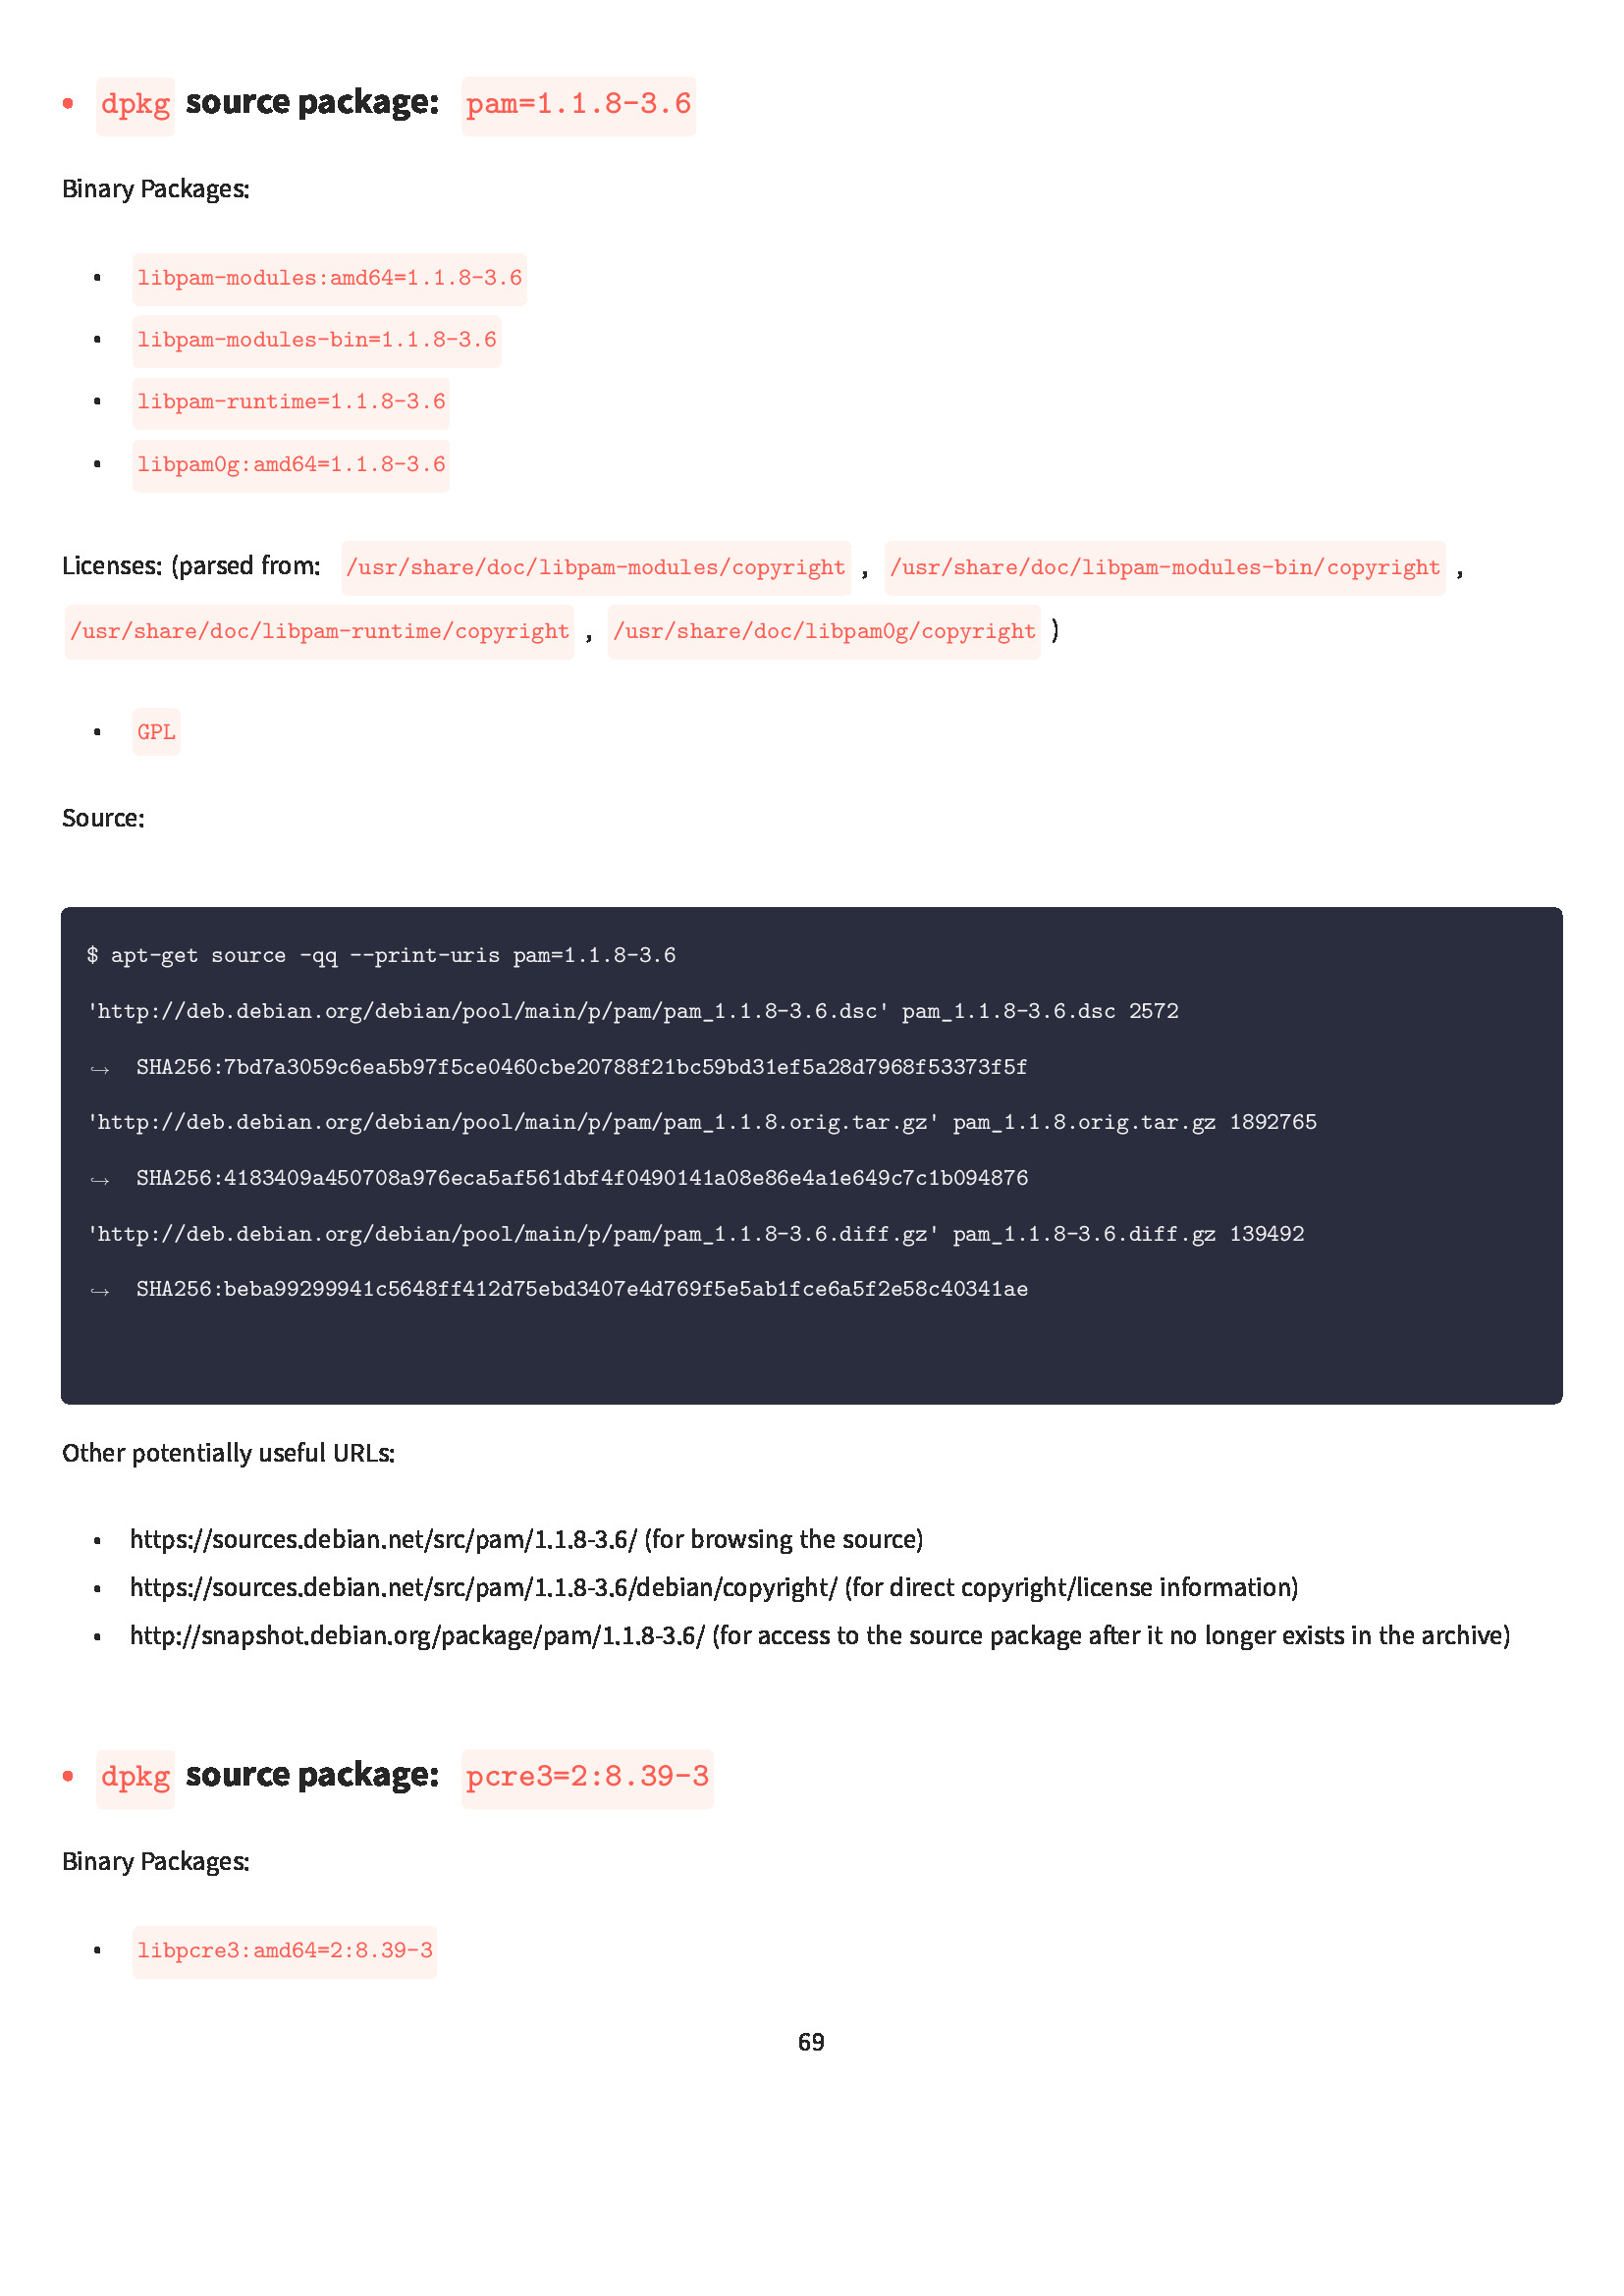 • dpkg source package: pam=1.1.8-3.6
Binary Packages:
• libpam-modules:amd64=1.1.8-3.6
• libpam-modules-bin=1.1.8-3.6
• libpam-runtime=1.1.8-3.6
• libpam0g:amd64=1.1.8-3.6
Licenses: (parsed from: /usr/share/doc/libpam-modules/copyright , /usr/share/doc/libpam-modules-bin/copyright ,
/usr/share/doc/libpam-runtime/copyright , /usr/share/doc/libpam0g/copyright )
• GPL
Source:
$ apt-get source -qq --print-uris pam=1.1.8-3.6
'http://deb.debian.org/debian/pool/main/p/pam/pam_1.1.8-3.6.dsc' pam_1.1.8-3.6.dsc 2572
↪ SHA256:7bd7a3059c6ea5b97f5ce0460cbe20788f21bc59bd31ef5a28d7968f53373f5f
'http://deb.debian.org/debian/pool/main/p/pam/pam_1.1.8.orig.tar.gz' pam_1.1.8.orig.tar.gz 1892765
↪ SHA256:4183409a450708a976eca5af561dbf4f0490141a08e86e4a1e649c7c1b094876
'http://deb.debian.org/debian/pool/main/p/pam/pam_1.1.8-3.6.diff.gz' pam_1.1.8-3.6.diff.gz 139492
↪ SHA256:beba99299941c5648ff412d75ebd3407e4d769f5e5ab1fce6a5f2e58c40341ae
Other potentially useful URLs:
• https://sources.debian.net/src/pam/1.1.8-3.6/ (for browsing the source)
• https://sources.debian.net/src/pam/1.1.8-3.6/debian/copyright/ (for direct copyright/license information)
• http://snapshot.debian.org/package/pam/1.1.8-3.6/ (for access to the source package after it no longer exists in the archive)
• dpkg source package: pcre3=2:8.39-3
Binary Packages:
• libpcre3:amd64=2:8.39-3
69